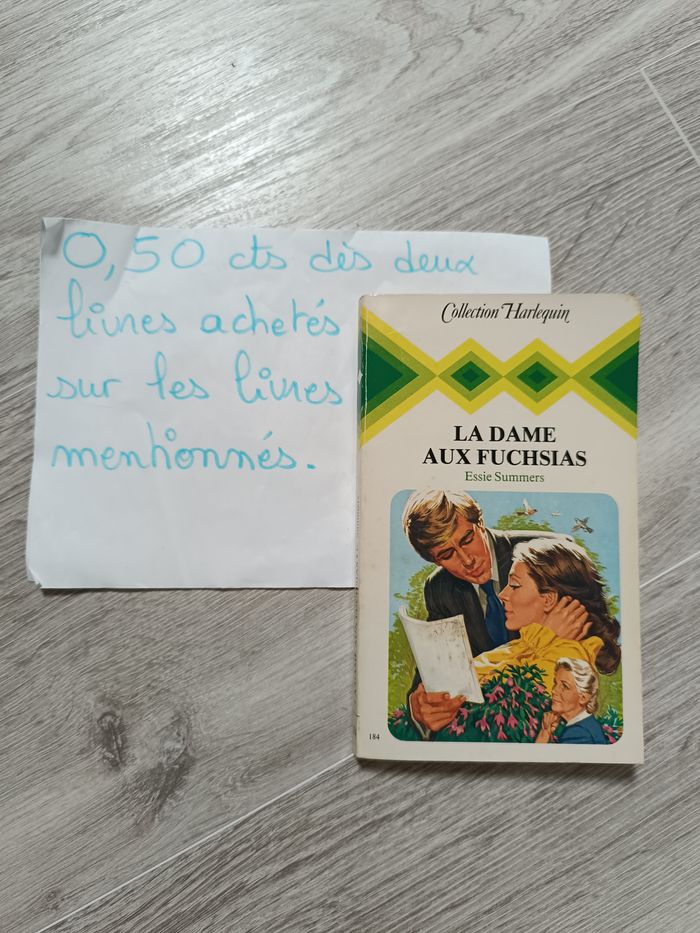 0,50 cts dès deux
livres achetés
sur les livres
mentionnés.
Collection Harlequin
LA DAME
AUX FUCHSIAS
Essie Summers
184